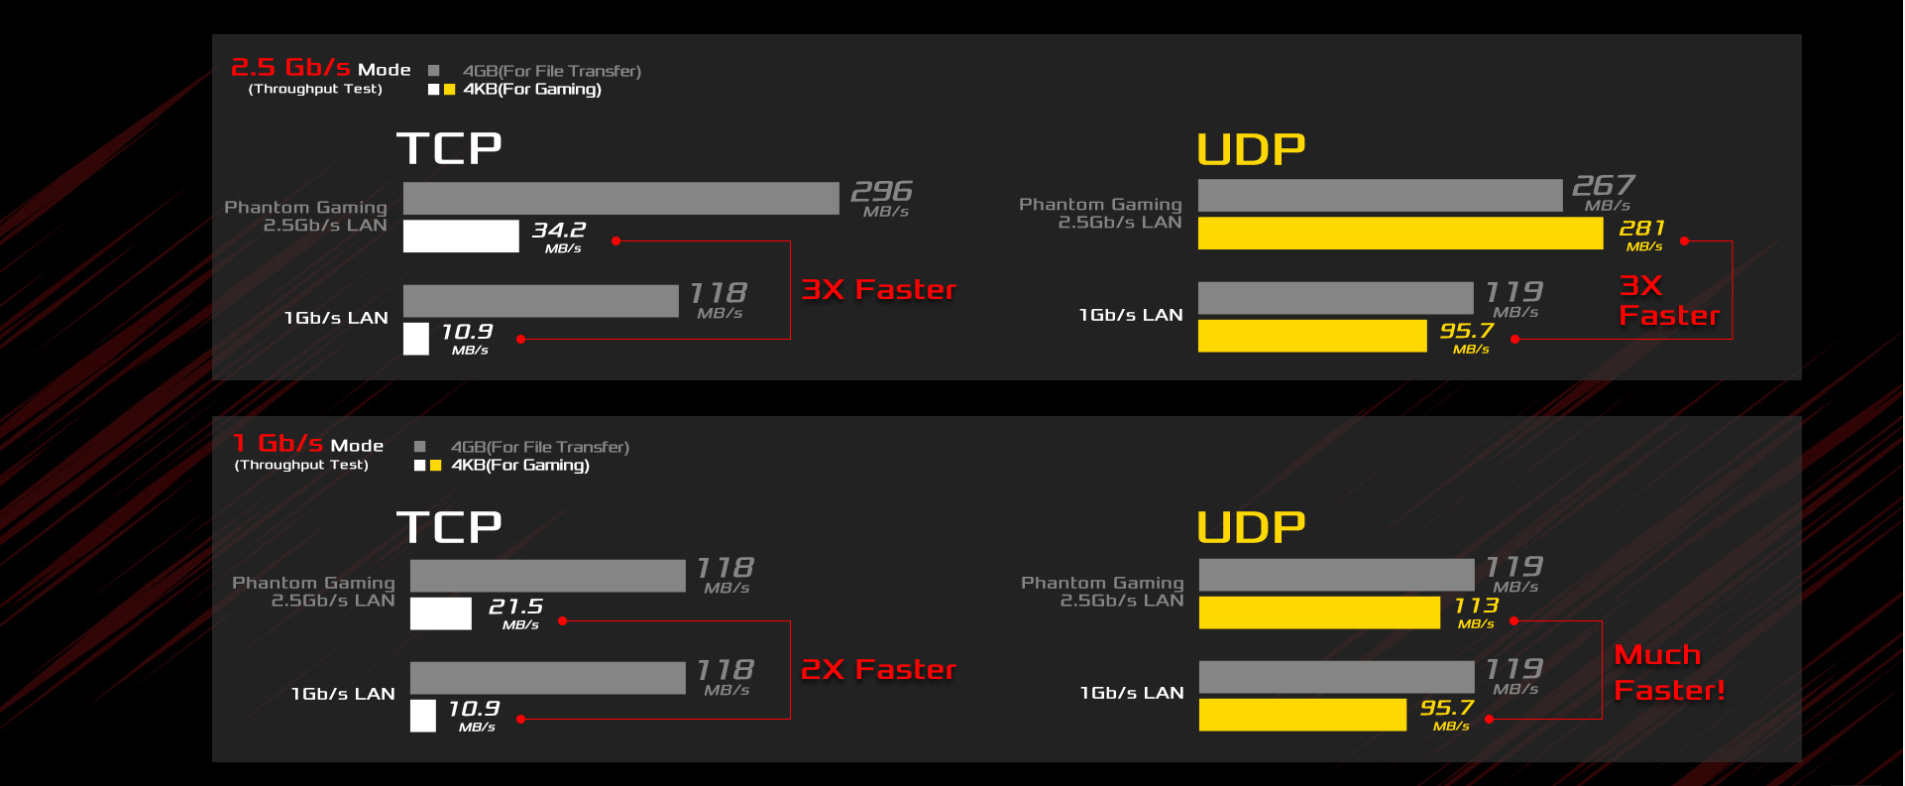 2.5 Gb/s Mode
(Throughput Test)
4GB(For File Transfer)
4KB(For Gaming)
TCP
Phantom Gaming
2.5Gb/s LAN
296
MB/s
34.2
MB/s
1Gb/s LAN
118
MB/s
10.9
MB/s
3X Faster
UDP
Phantom Gaming
2.5Gb/s LAN
267
MB/s
281
MB/s
1Gb/s LAN
119
MB/s
95.7
MB/s
3X
Faster
1 Gb/s Mode
(Throughput Test)
4GB(For File Transfer)
4KB(For Gaming)
TCP
Phantom Gaming
2.5Gb/s LAN
118
MB/s
21.5
MB/s
1Gb/s LAN
118
MB/s
10.9
MB/s
2X Faster
UDP
Phantom Gaming
2.5Gb/s LAN
119
MB/s
113
MB/s
1Gb/s LAN
119
MB/s
95.7
MB/s
Much
Faster!